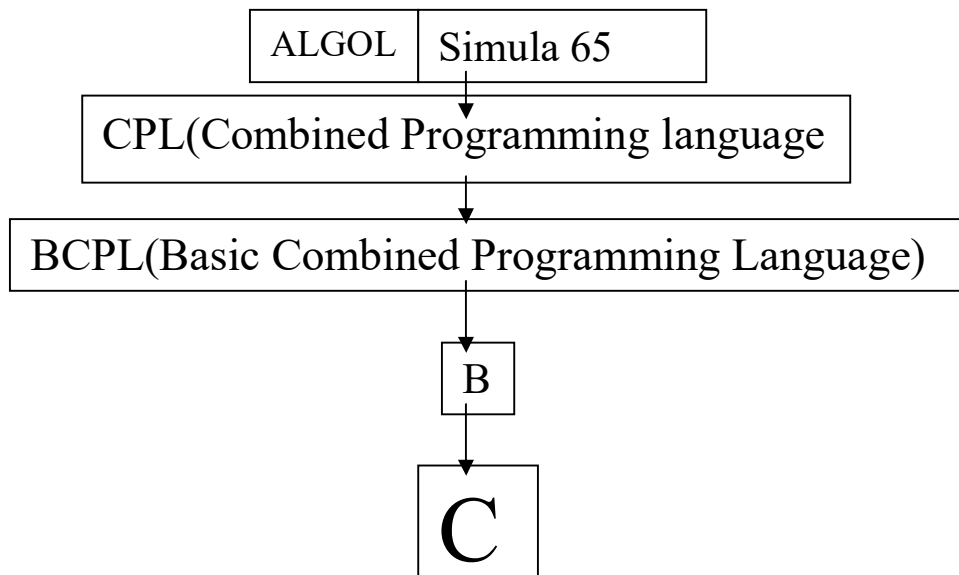 ALGOL Simula 65
CPL(Combined Programming language
BCPL(Basic Combined Programming Language)
B
C